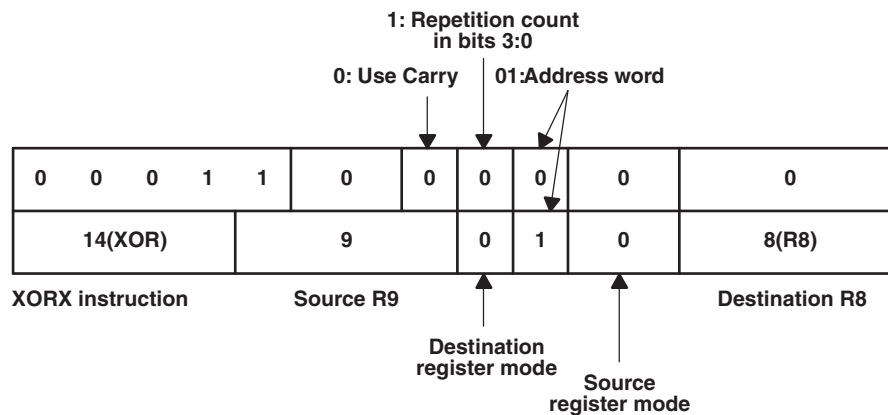 1: Repetition count
in bits 3:0
0: Use Carry 01:Address word
0 0 0 1 1 0 0 0 0 0 0
14(XOR) 9 0 1 0 8(R8)
XORX instruction Source R9 Destination R8
Destination
register mode
Source
register mode